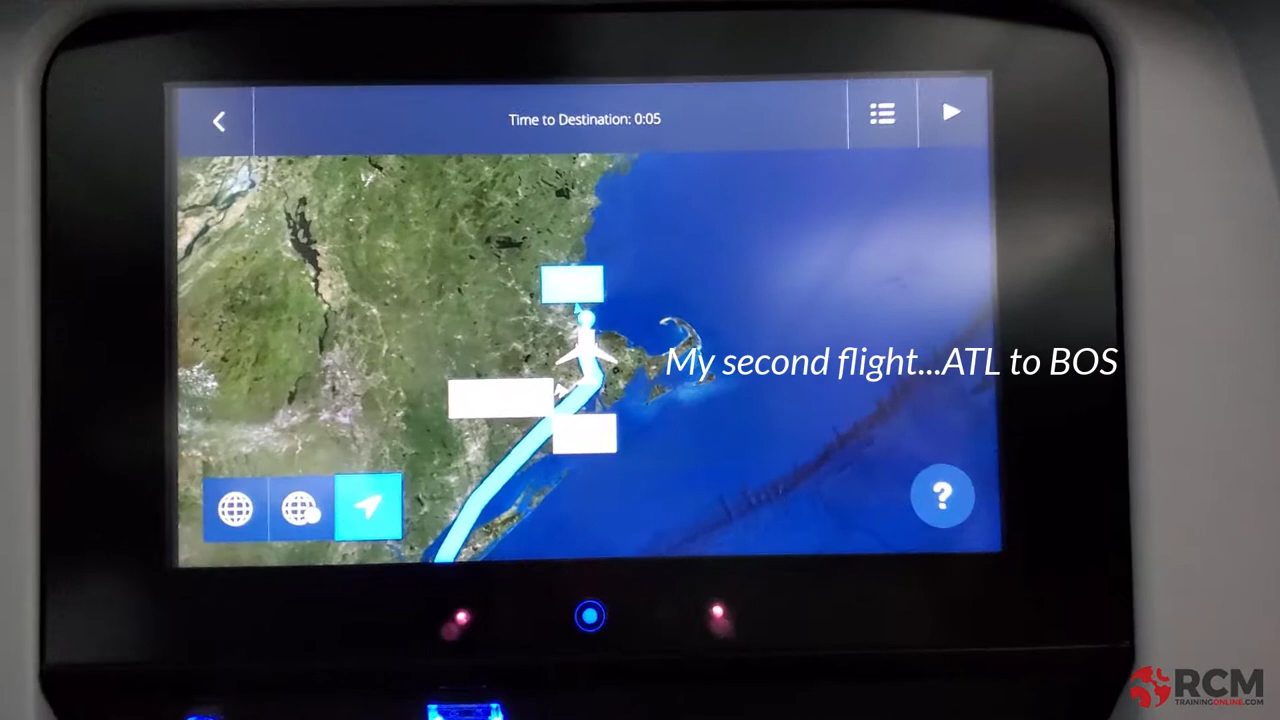 Time to Destination: 0:05
My second flight...ATL to BOS
?
RCM
TRAININGONLINE.COM